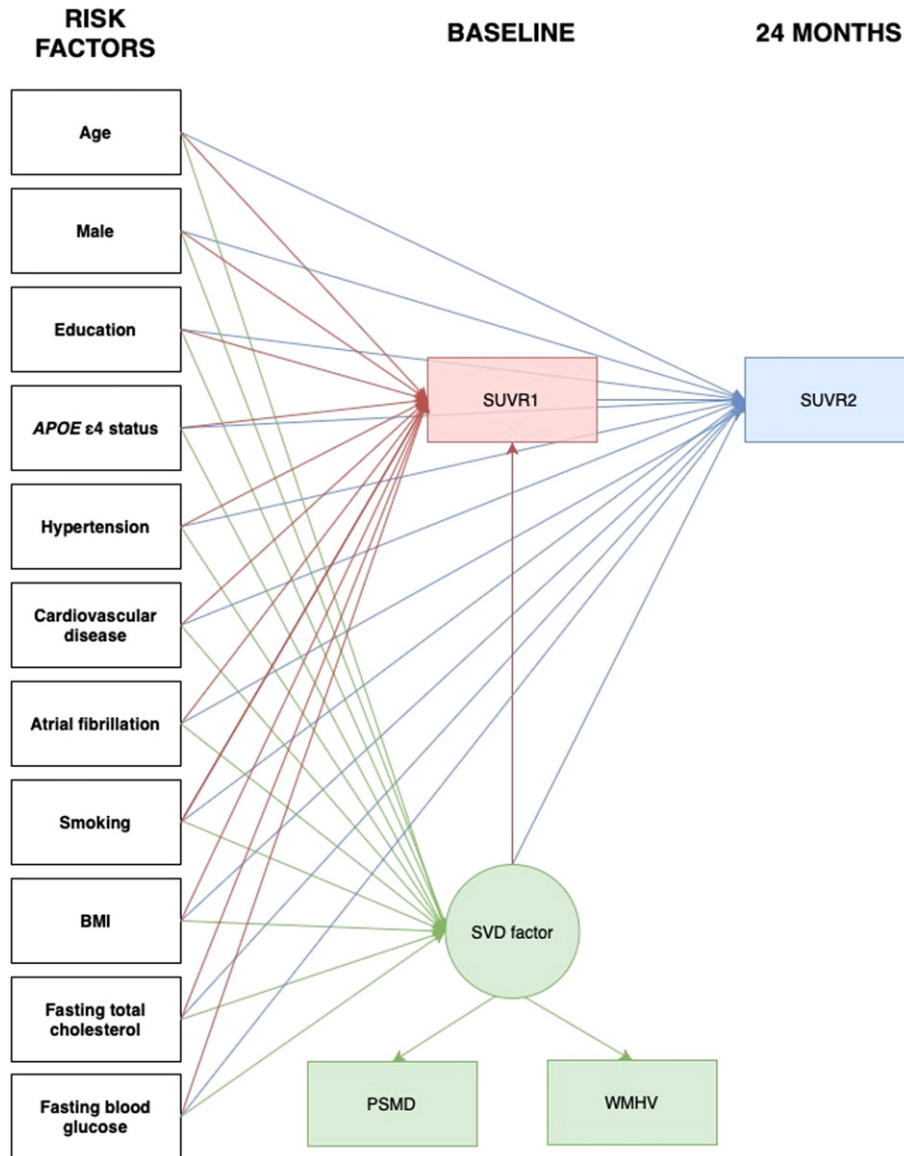 RISK
FACTORS
BASELINE
24 MONTHS
Age
Male
Education
APOE ε4 status
Hypertension
Cardiovascular
disease
Atrial fibrillation
Smoking
BMI
Fasting total
cholesterol
Fasting blood
glucose
SUVR1
SUVR2
SVD factor
PSMD
WMHV